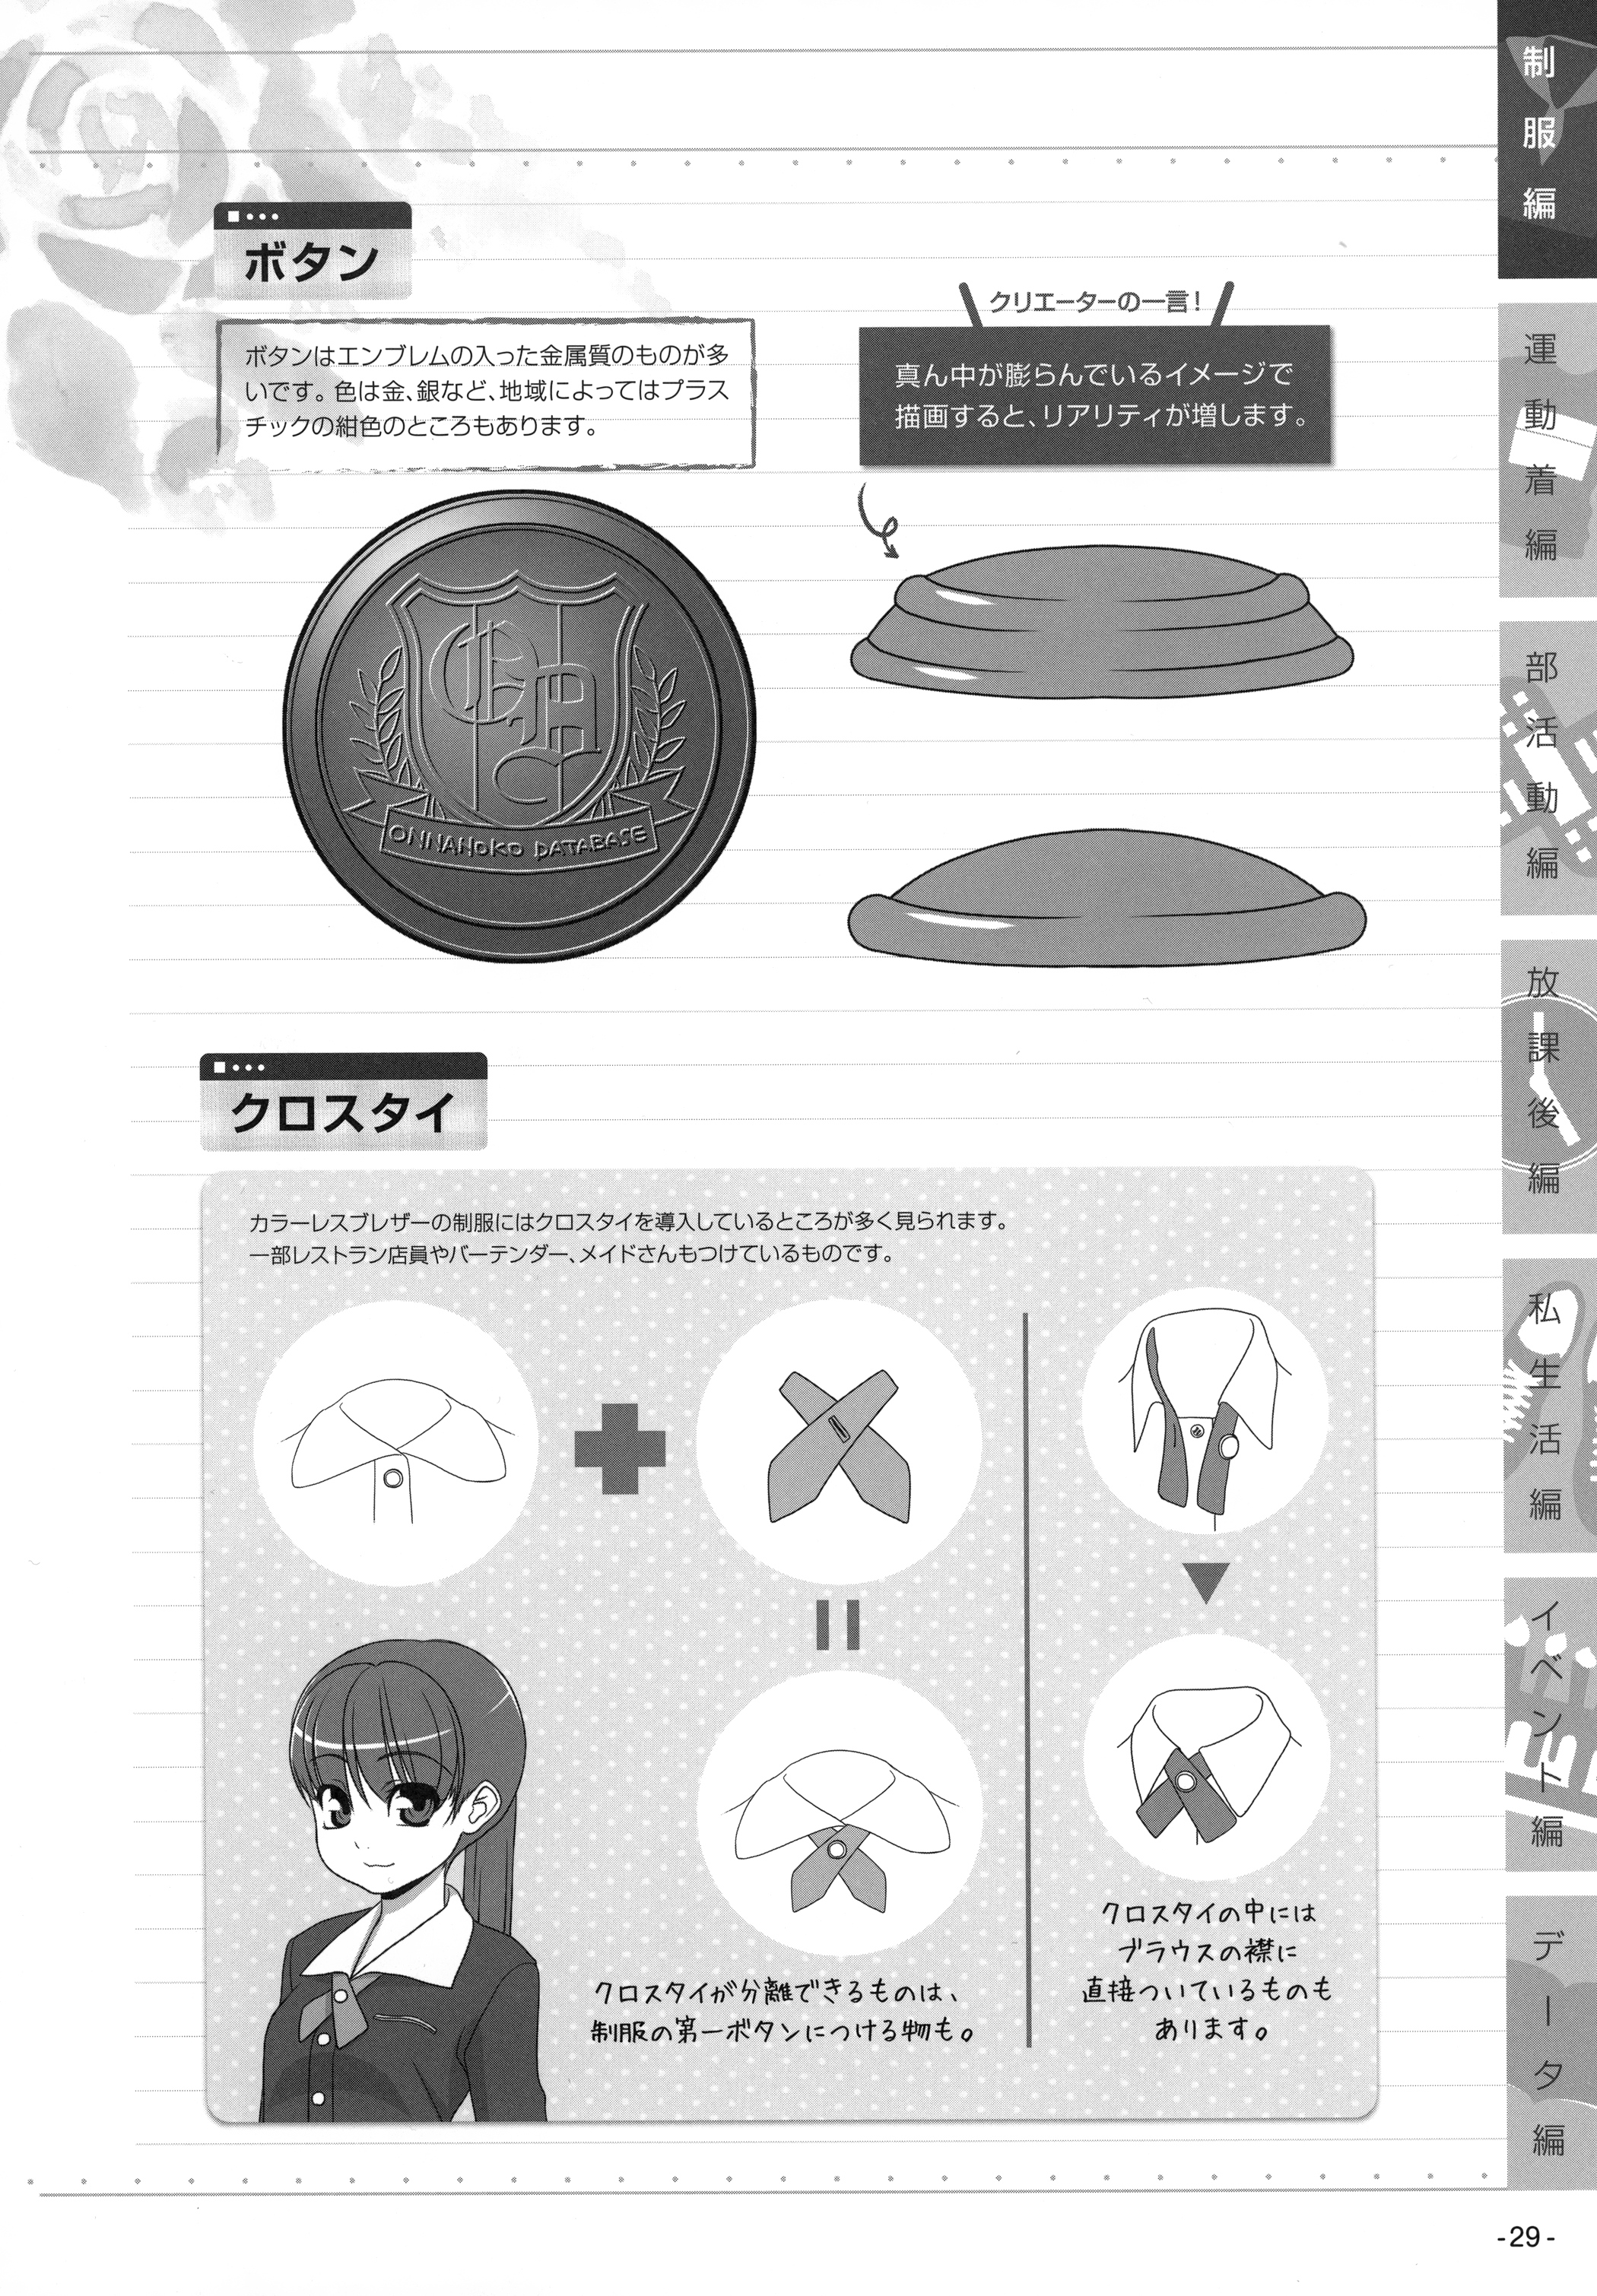 ボタン
ボタンはエンブレムの入った金属質のものが多
いです。色は金、銀など、地域によってはプラス
チックの紺色のところもあります。
クリエーターの一言！
真ん中が膨らんでいるイメージで
描画すると、リアリティが増します。
ONNANOKO DATABASE
クロスタイ
カラーレスブレザーの制服にはクロスタイを導入しているところが多く見られます。
一部レストラン店員やバーテンダー、メイドさんもつけているものです。
クロスタイが分離できるものは、
制服の第一ボタンにつける物も。
クロスタイの中には
ブラウスの襟に
直接ついているものも
あります。
制服編
運動着編
部活動編
放課後編
私生活編
イベント編
データ編
-29-